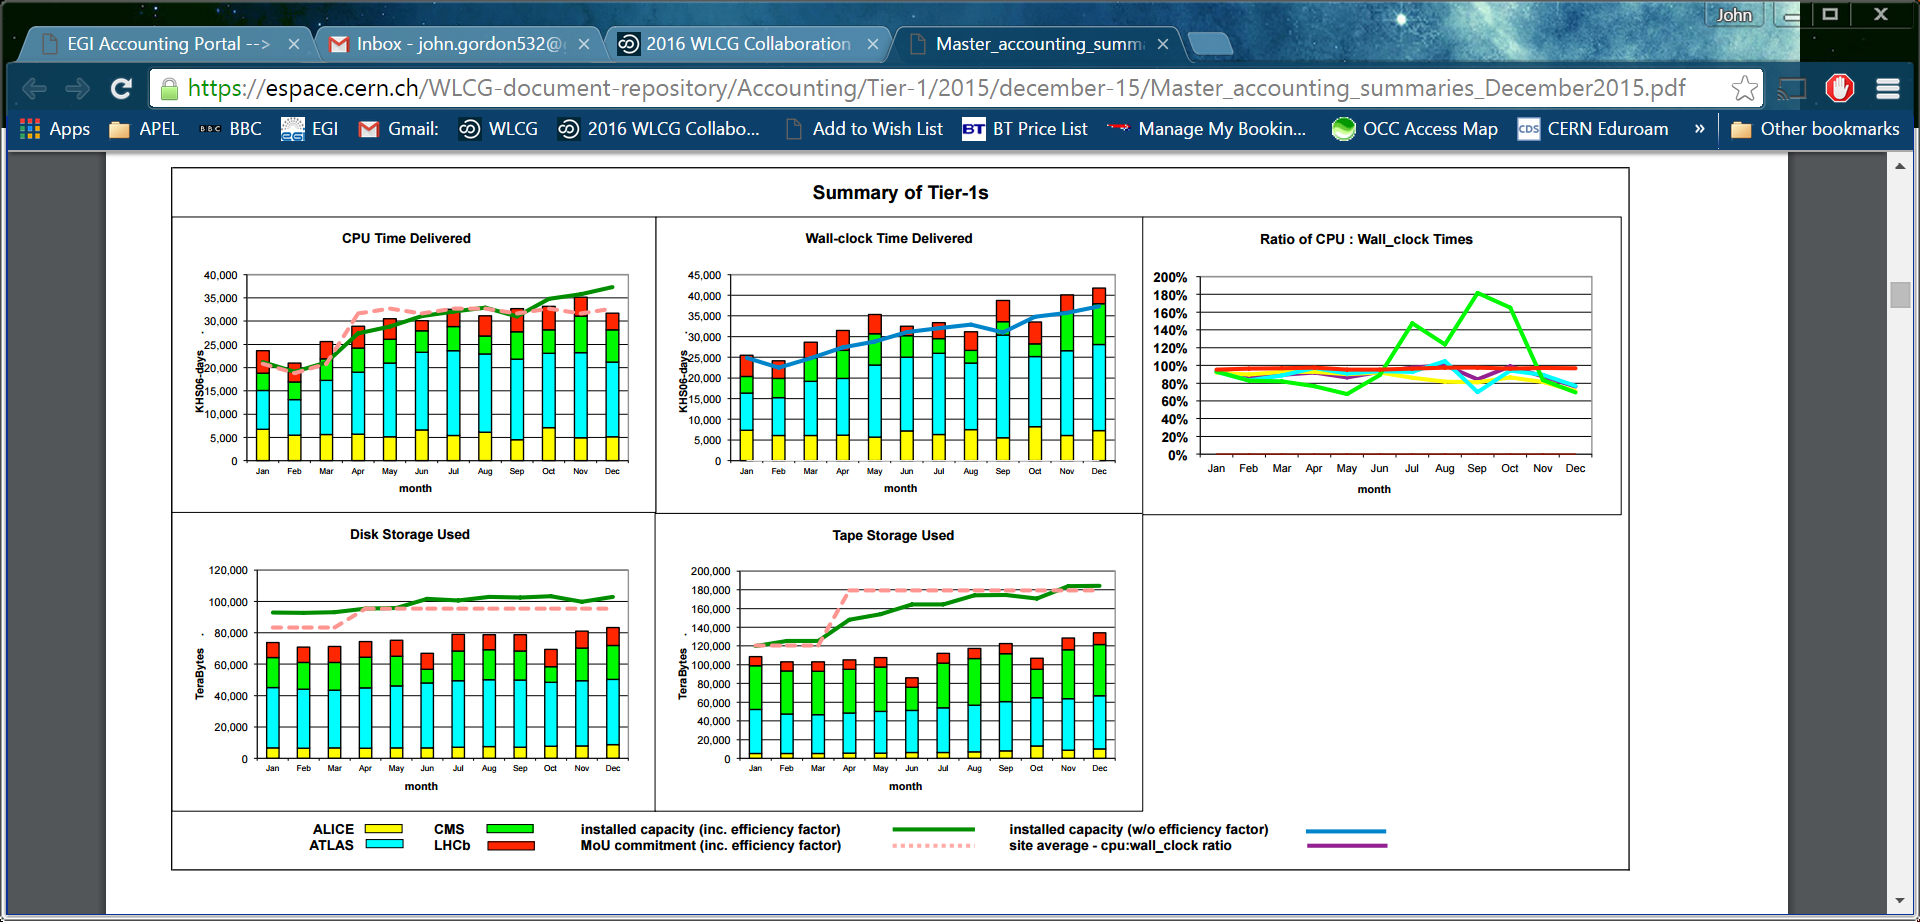 John
EGI Accounting Portal -->
Inbox - john.gordon532@
2016 WLCG Collaboration
Master_accounting_summ
https://espace.cern.ch/WLCG-document-repository/Accounting/Tier-1/2015/december-15/Master_accounting_summaries_December2015.pdf
Apps APEL BBC BBC EGI Gmail: WLCG 2016 WLCG Collabo... Add to Wish List BT BT Price List Manage My Bookin... OCC Access Map CDS CERN Eduroam » Other bookmarks
Summary of Tier-1s
CPU Time Delivered
40,000
35,000
30,000
25,000
20,000
15,000
10,000
5,000
0
KHS06-days
Jan Feb Mar Apr May Jun Jul Aug Sep Oct Nov Dec
month
Wall-clock Time Delivered
45,000
40,000
35,000
30,000
25,000
20,000
15,000
10,000
5,000
0
KHS06-days
Jan Feb Mar Apr May Jun Jul Aug Sep Oct Nov Dec
month
Ratio of CPU : Wall_clock Times
200%
180%
160%
140%
120%
100%
80%
60%
40%
20%
0%
Jan Feb Mar Apr May Jun Jul Aug Sep Oct Nov Dec
month
Disk Storage Used
120,000
100,000
80,000
60,000
40,000
20,000
0
TeraBytes .
Jan Feb Mar Apr May Jun Jul Aug Sep Oct Nov Dec
month
Tape Storage Used
200,000
180,000
160,000
140,000
120,000
100,000
80,000
60,000
40,000
20,000
0
TeraBytes .
Jan Feb Mar Apr May Jun Jul Aug Sep Oct Nov Dec
month
ALICE CMS installed capacity (inc. efficiency factor) installed capacity (w/o efficiency factor)
ATLAS LHCb MoU commitment (inc. efficiency factor) site average - cpu:wall_clock ratio